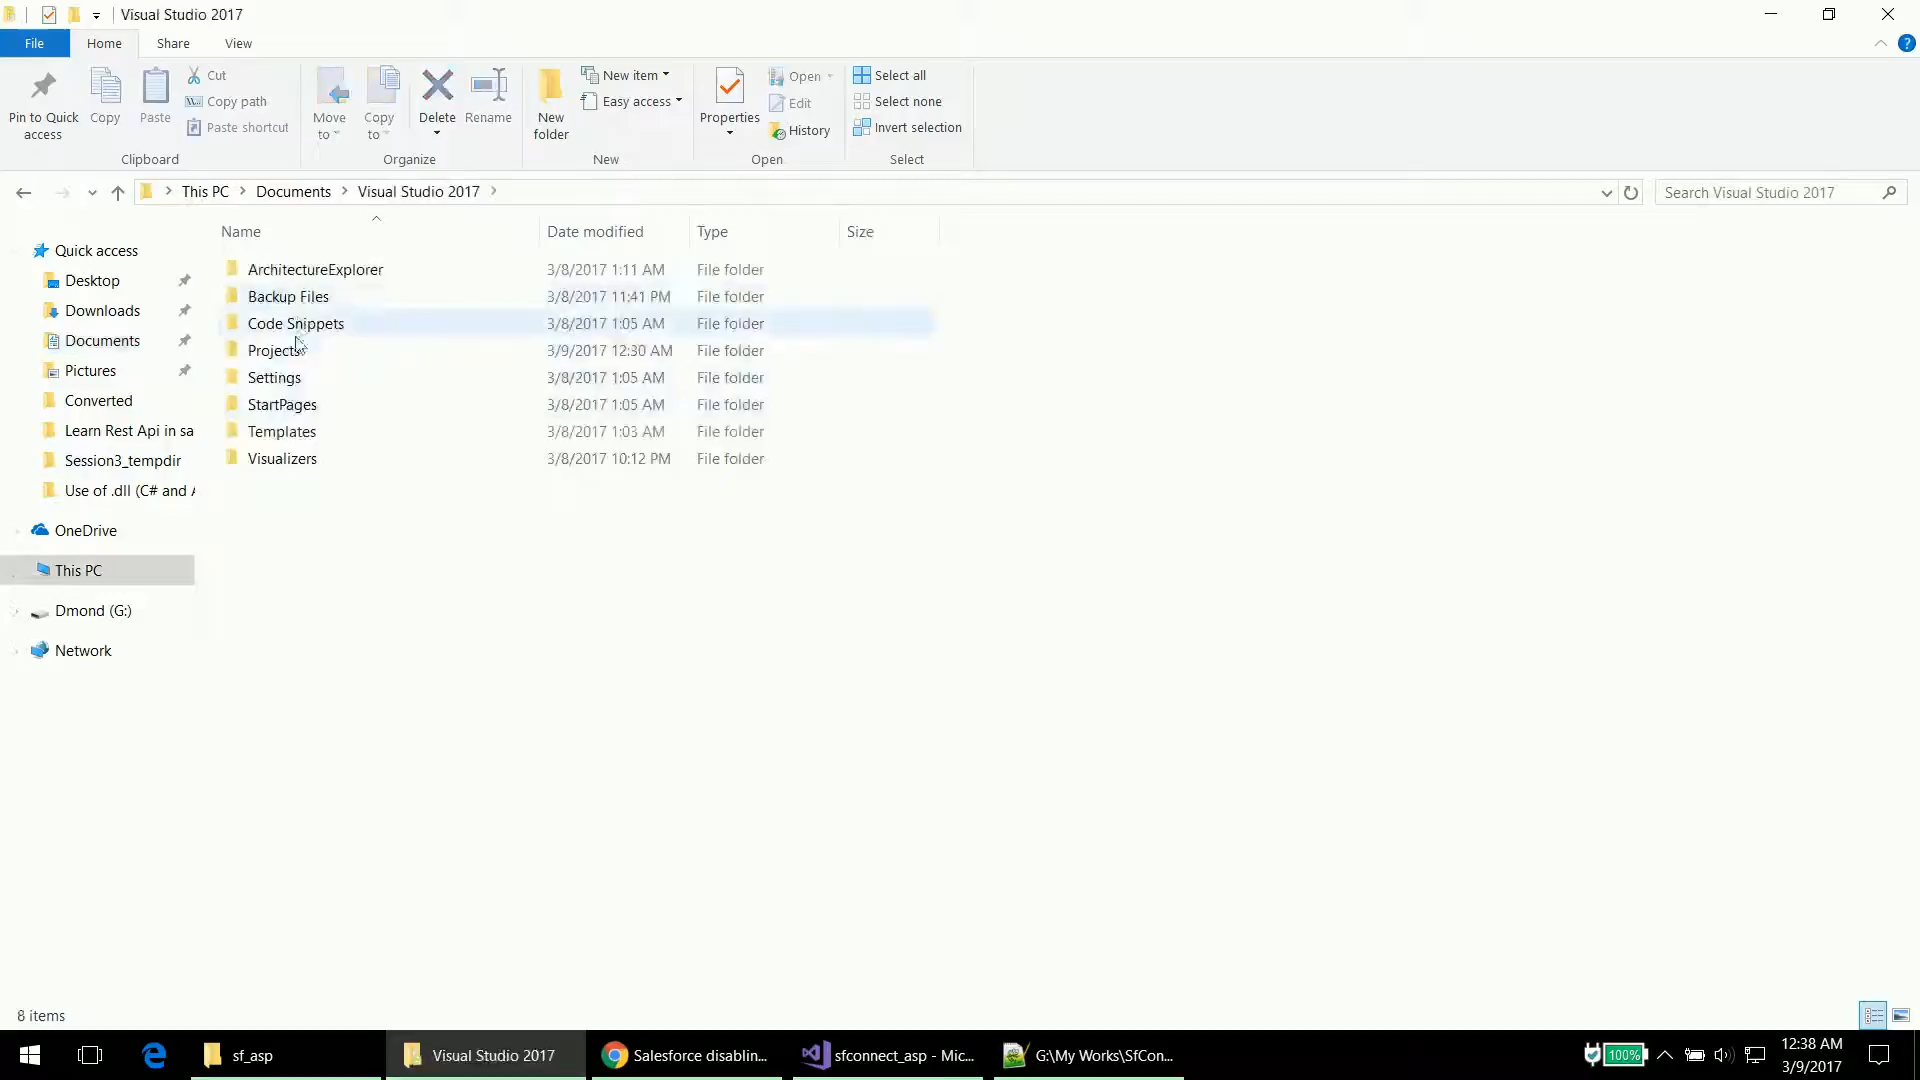 Visual Studio 2017
File Home Share View
Pin to Quick access
Copy
Paste
Cut
Copy path
Paste shortcut
Clipboard
Move to
Copy to
Delete
Rename
Organize
New folder
New item
Easy access
New
Properties
Open
Edit
History
Open
Select all
Select none
Invert selection
Select
This PC Documents Visual Studio 2017
Search Visual Studio 2017
Name Date modified Type Size
Quick access
Desktop
Downloads
Documents
Pictures
Converted
Learn Rest Api in sa
Session3_tempdir
Use of .dll (C# and A
OneDrive
This PC
Dmond (G:)
Network
ArchitectureExplorer 3/8/2017 1:11 AM File folder
Backup Files 3/8/2017 11:41 PM File folder
Code Snippets 3/8/2017 1:05 AM File folder
Projects 3/9/2017 12:30 AM File folder
Settings 3/8/2017 1:05 AM File folder
StartPages 3/8/2017 1:05 AM File folder
Templates 3/8/2017 1:03 AM File folder
Visualizers 3/8/2017 10:12 PM File folder
8 items
sf_asp
Visual Studio 2017
Salesforce disablin...
sfconnect_asp - Mic...
G:\My Works\SfCon...
100%
12:38 AM
3/9/2017